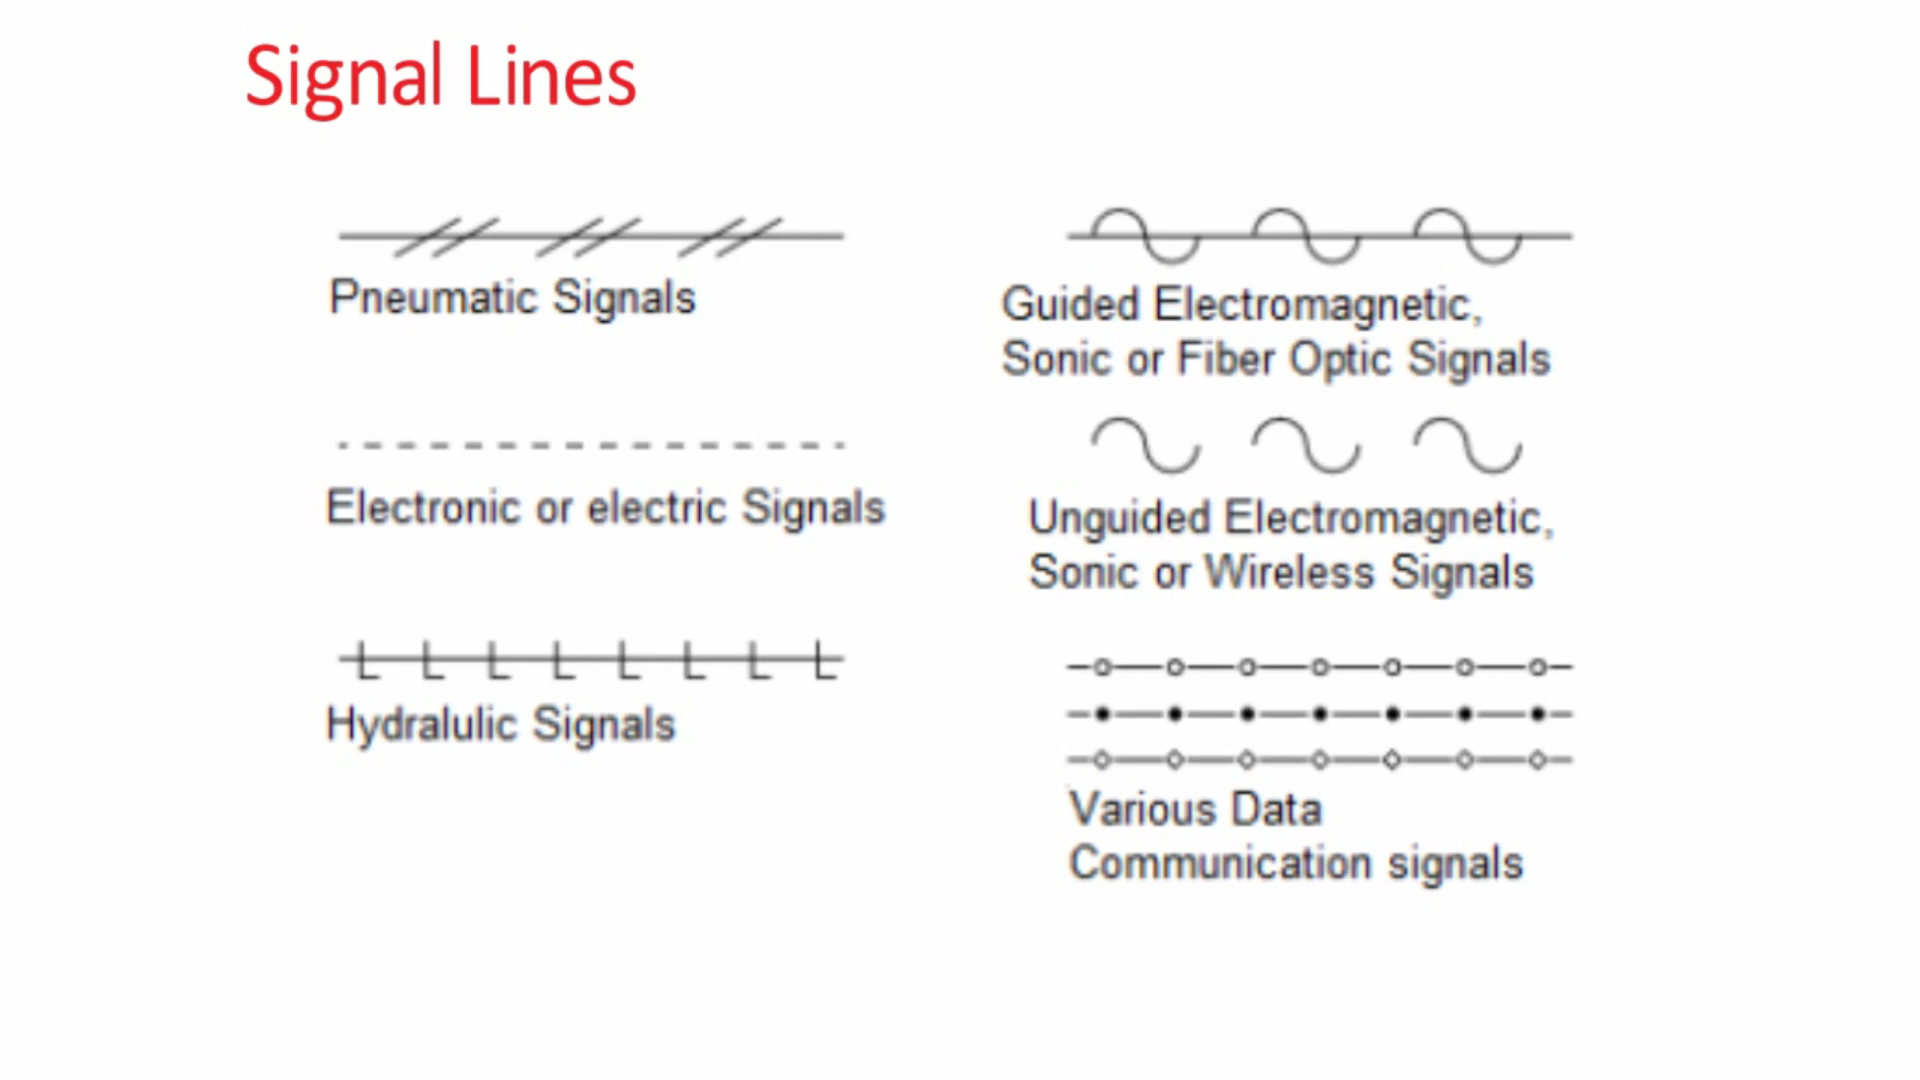 Signal Lines
Pneumatic Signals
Electronic or electric Signals
Hydralulic Signals
Guided Electromagnetic,
Sonic or Fiber Optic Signals
Unguided Electromagnetic,
Sonic or Wireless Signals
Various Data
Communication signals